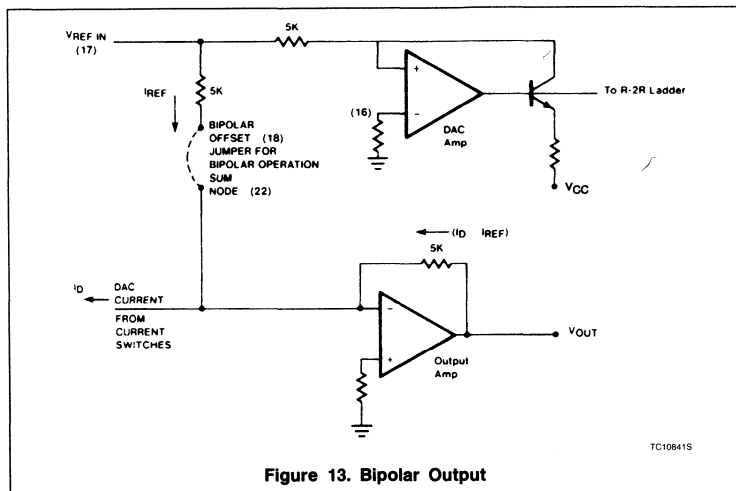 5K
VREF IN
(17)
5K
IREF
BIPOLAR
OFFSET (18)
JUMPER FOR
BIPOLAR OPERATION
SUM
NODE (22)
+
(16)
−
DAC
Amp
To R-2R Ladder
VCC
(ID IREF)
5K
ID
DAC
CURRENT
FROM
CURRENT
SWITCHES
−
+
Output
Amp
VOUT
TC10841S
Figure 13. Bipolar Output